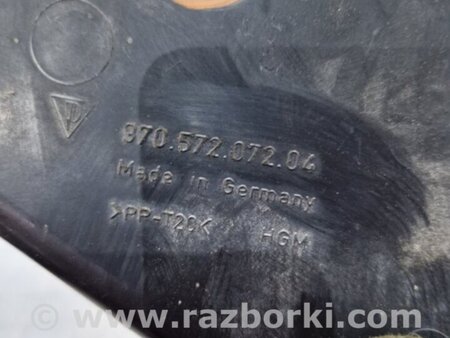 970.572.072.04
Made in Germany
>PP-T20<
HGM
© www.razborki.com